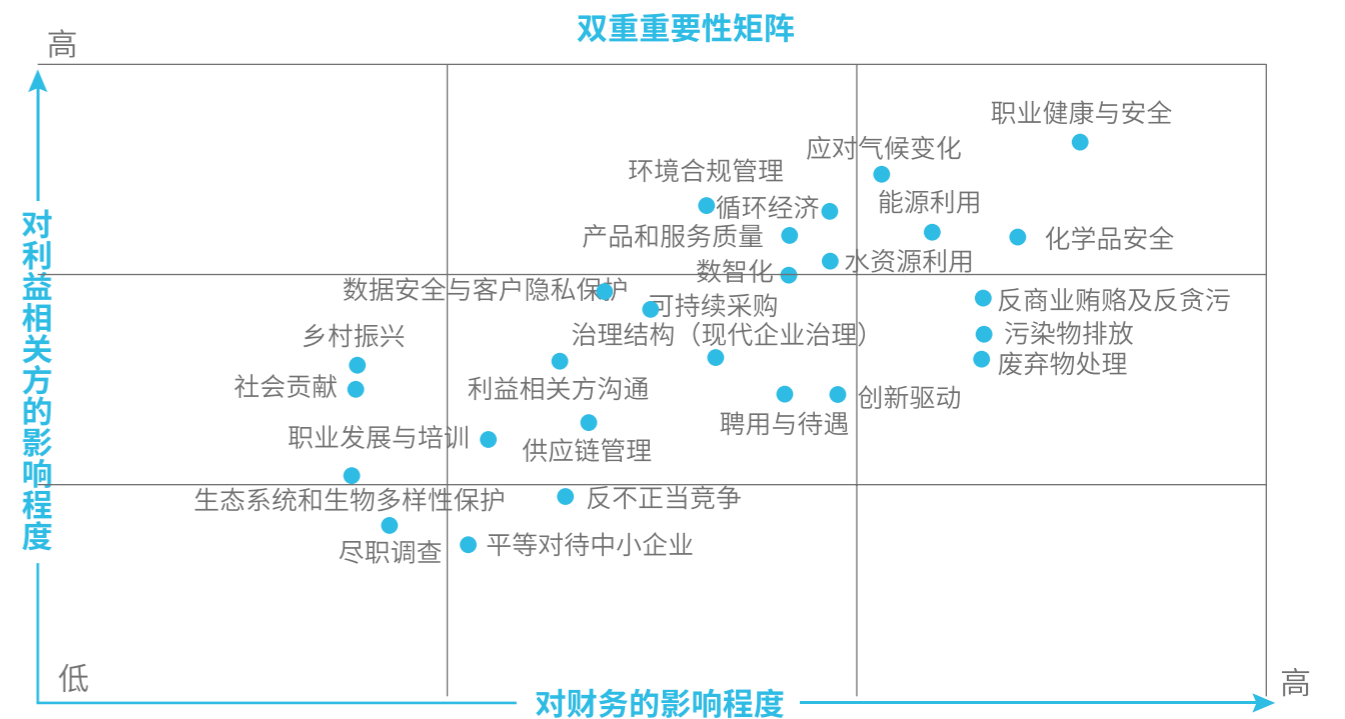 双重重要性矩阵
高
职业健康与安全
应对气候变化
环境合规管理
能源利用
循环经济
产品和服务质量
化学品安全
水资源利用
数智化
数据安全与客户隐私保护
反商业贿赂及反贪污
可持续采购
治理结构（现代企业治理）
污染物排放
乡村振兴
废弃物处理
社会贡献
利益相关方沟通
创新驱动
聘用与待遇
职业发展与培训
供应链管理
生态系统和生物多样性保护
反不正当竞争
平等对待中小企业
尽职调查
对利益相关方的影响程度
低
高
对财务的影响程度